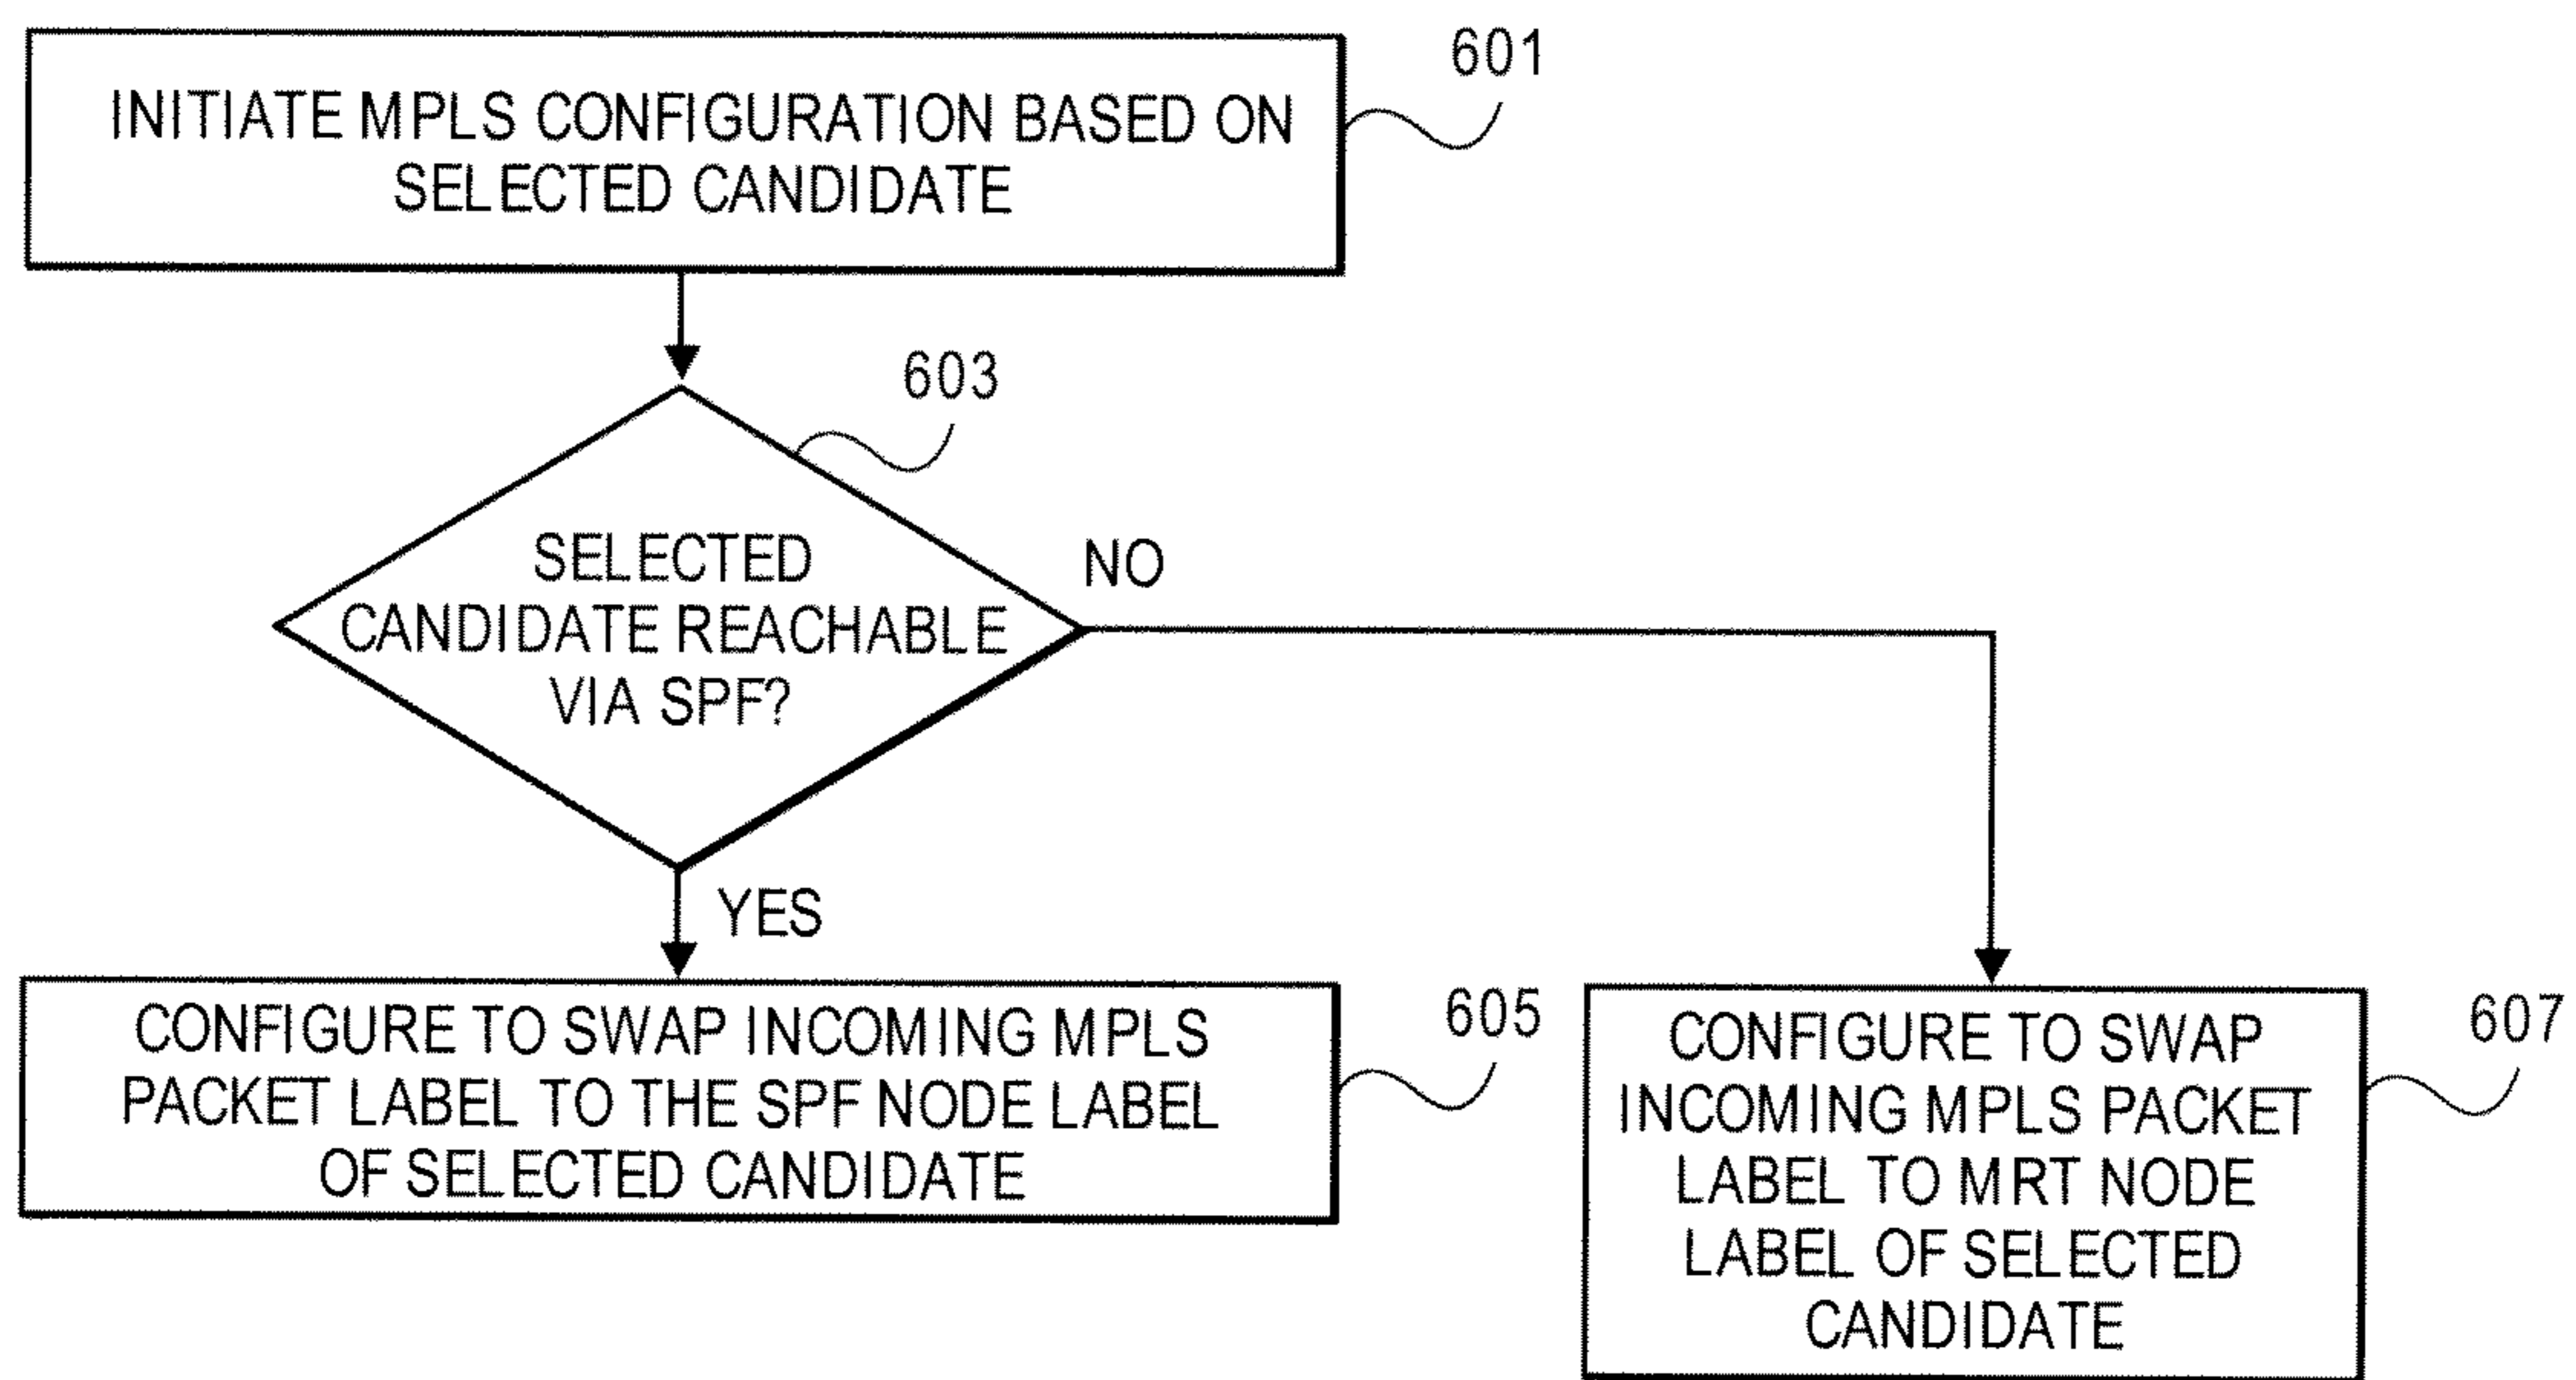 601
INITIATE MPLS CONFIGURATION BASED ON
SELECTED CANDIDATE
603
SELECTED
CANDIDATE REACHABLE
VIA SPF?
NO
YES
CONFIGURE TO SWAP INCOMING MPLS
PACKET LABEL TO THE SPF NODE LABEL
OF SELECTED CANDIDATE
605
CONFIGURE TO SWAP
INCOMING MPLS PACKET
LABEL TO MRT NODE
LABEL OF SELECTED
CANDIDATE
607